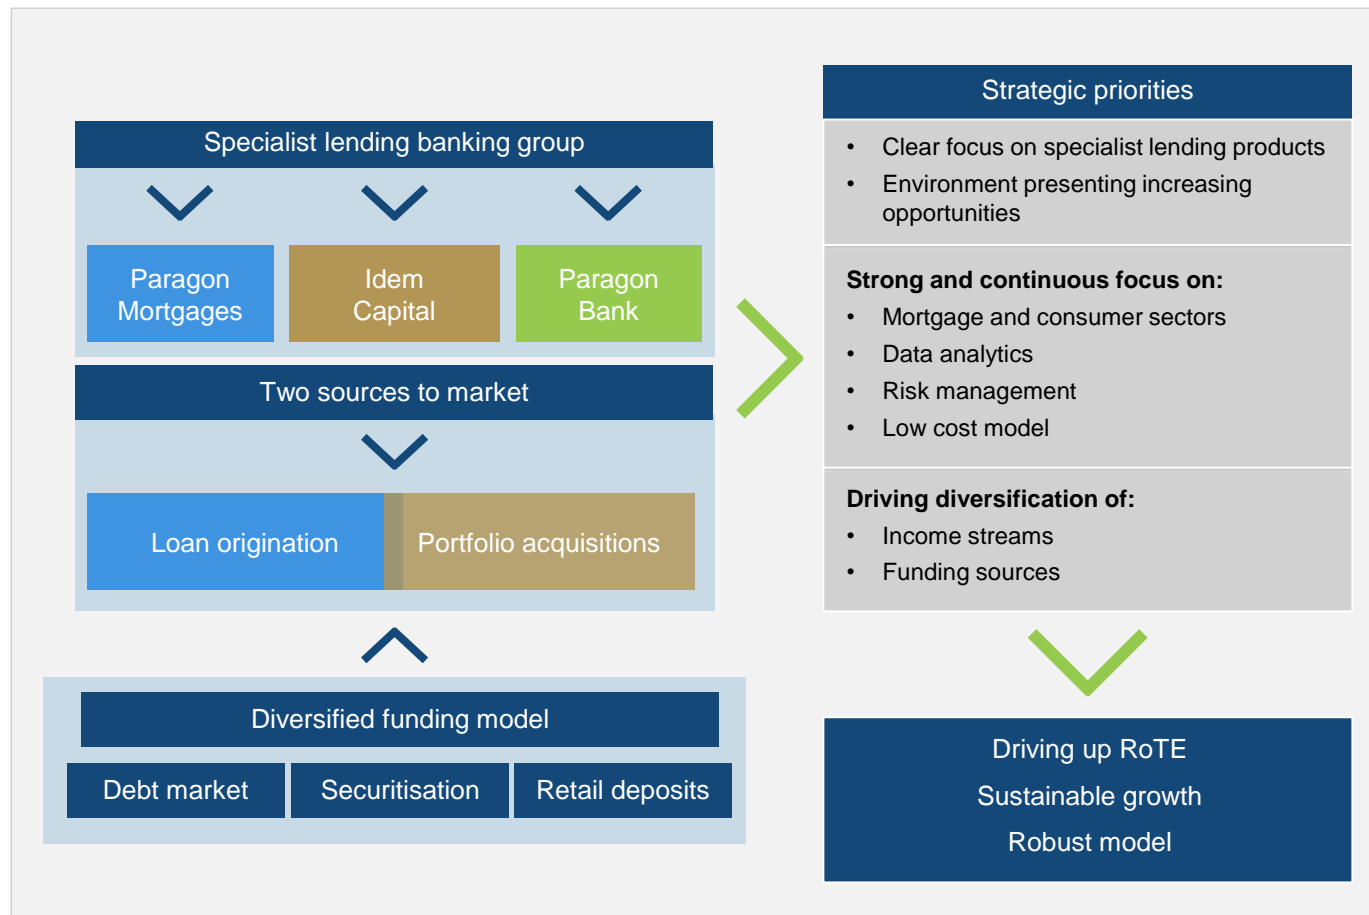 Specialist lending banking group
Paragon
Mortgages
Idem
Capital
Paragon
Bank
Two sources to market
Loan origination
Portfolio acquisitions
Diversified funding model
Debt market
Securitisation
Retail deposits
Strategic priorities
• Clear focus on specialist lending products
• Environment presenting increasing
opportunities
Strong and continuous focus on:
• Mortgage and consumer sectors
• Data analytics
• Risk management
• Low cost model
Driving diversification of:
• Income streams
• Funding sources
Driving up RoTE
Sustainable growth
Robust model